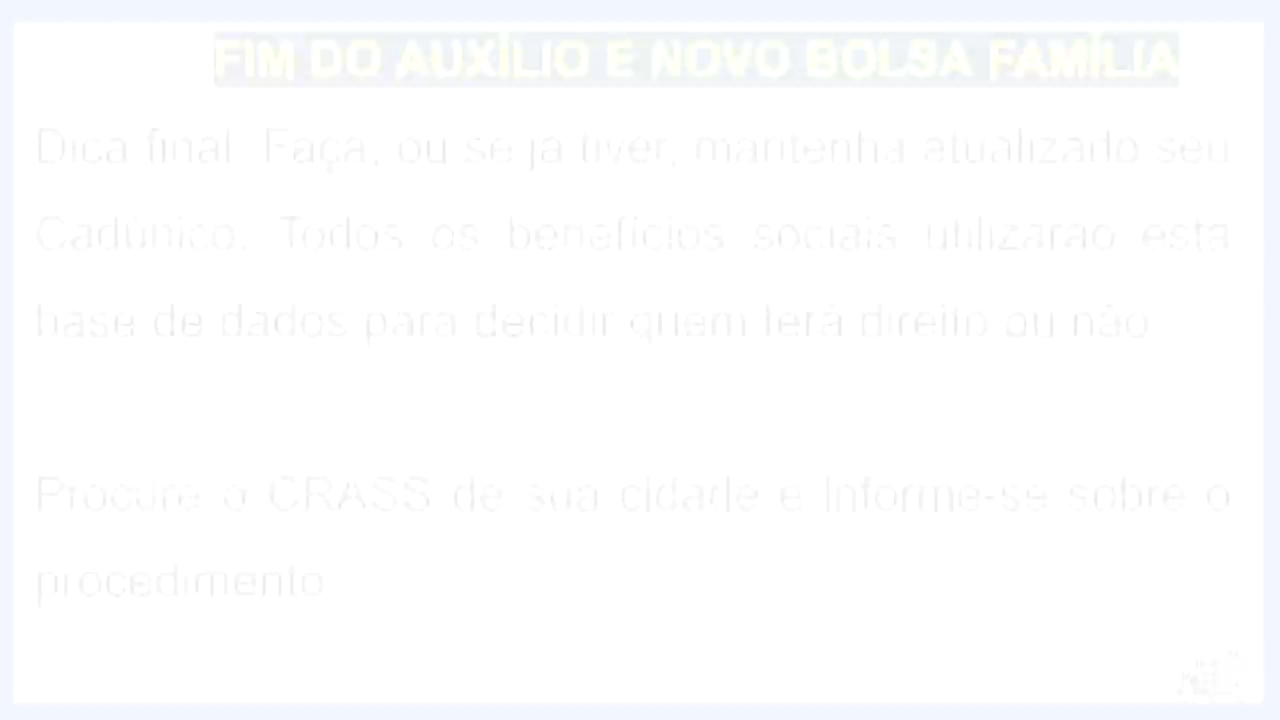 FIM DO AUXÍLIO E NOVO BOLSA FAMÍLIA
Dica final. Faça, ou se já tiver, mantenha atualizado seu
Cadúnico. Todos os benefícios sociais utilizarão esta
base de dados para decidir quem terá direito ou não
Procure o CRASS de sua cidade e Informe-se sobre o
procedimento